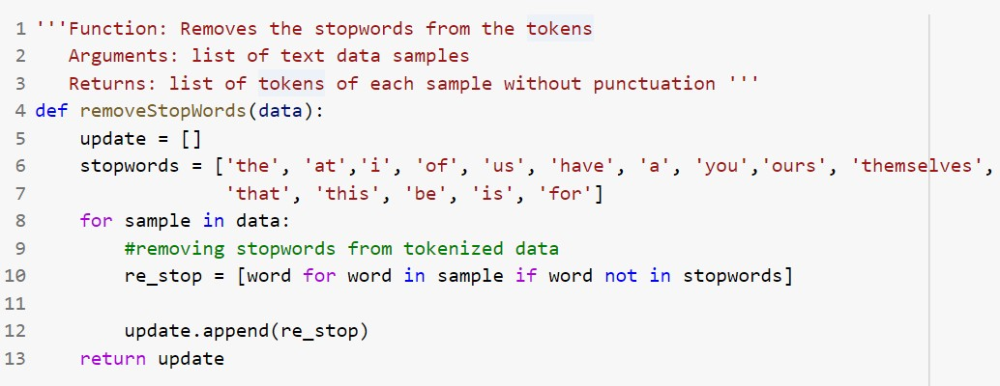 1 '''Function: Removes the stopwords from the tokens
2    Arguments: list of text data samples
3    Returns: list of tokens of each sample without punctuation '''
4 def removeStopWords(data):
5     update = []
6     stopwords = ['the', 'at','i', 'of', 'us', 'have', 'a', 'you','ours', 'themselves',
7                  'that', 'this', 'be', 'is', 'for']
8     for sample in data:
9         #removing stopwords from tokenized data
10         re_stop = [word for word in sample if word not in stopwords]
11
12         update.append(re_stop)
13     return update